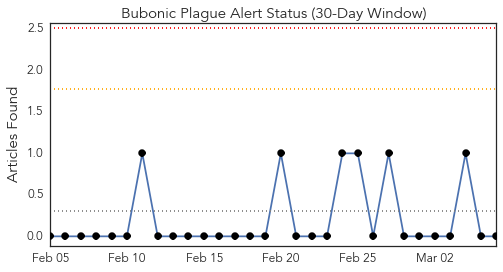 Bubonic Plague Alert Status (30-Day Window)
Articles Found
2.5
2.0
1.5
1.0
0.5
0.0
Feb 05 Feb 10 Feb 15 Feb 20 Feb 25 Mar 02